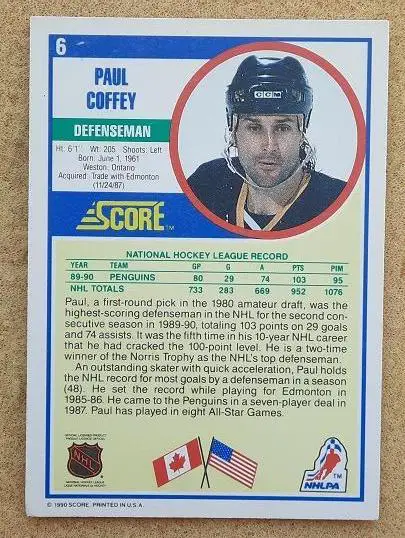 6
PAUL
COFFEY
DEFENSEMAN
Ht: 6'1" Wt: 205 Shoots: Left
Born: June 1, 1961
Weston, Ontario
Acquired: Trade with Edmonton
(11/24/87)
CCM
SCORE™
NATIONAL HOCKEY LEAGUE RECORD
YEAR TEAM GP G A PTS PIM
89-90 PENGUINS 80 29 74 103 95
NHL TOTALS 733 283 669 952 1076
Paul, a first-round pick in the 1980 amateur draft, was the
highest-scoring defenseman in the NHL for the second con-
secutive season in 1989-90, totaling 103 points on 29 goals
and 74 assists. It was the fifth time in his 10-year NHL career
that he had cracked the 100-point level. He is a two-time
winner of the Norris Trophy as the NHL's top defenseman.
An outstanding skater with quick acceleration, Paul holds
the NHL record for most goals by a defenseman in a season
(48). He set the record while playing for Edmonton in
1985-86. He came to the Penguins in a seven-player deal in
1987. Paul has played in eight All-Star Games.
OFFICIAL LICENSED PRODUCT
NHL
NATIONAL HOCKEY LEAGUE
TM
NHLPA
© 1990 SCORE, PRINTED IN U.S.A.